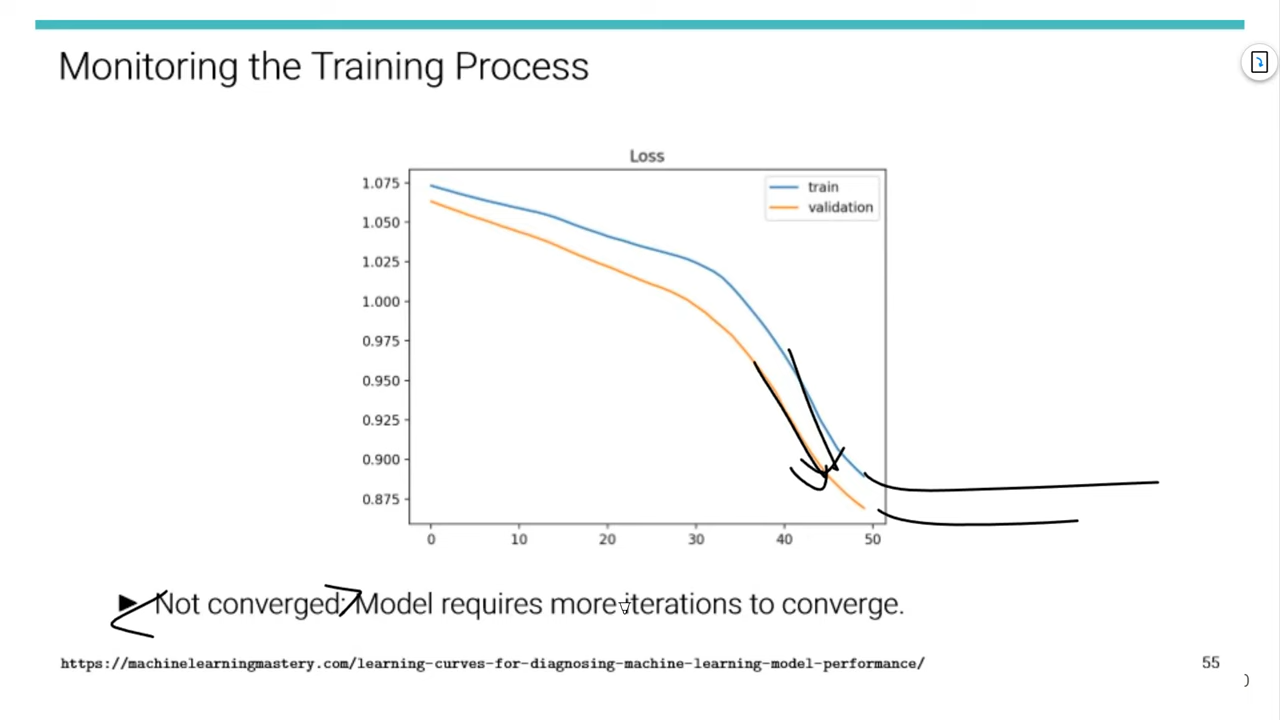 Monitoring the Training Process
Loss
train
validation
1.075
1.050
1.025
1.000
0.975
0.950
0.925
0.900
0.875
0 10 20 30 40 50
► Not converged: Model requires more iterations to converge.
https://machinelearningmastery.com/learning-curves-for-diagnosing-machine-learning-model-performance/
55